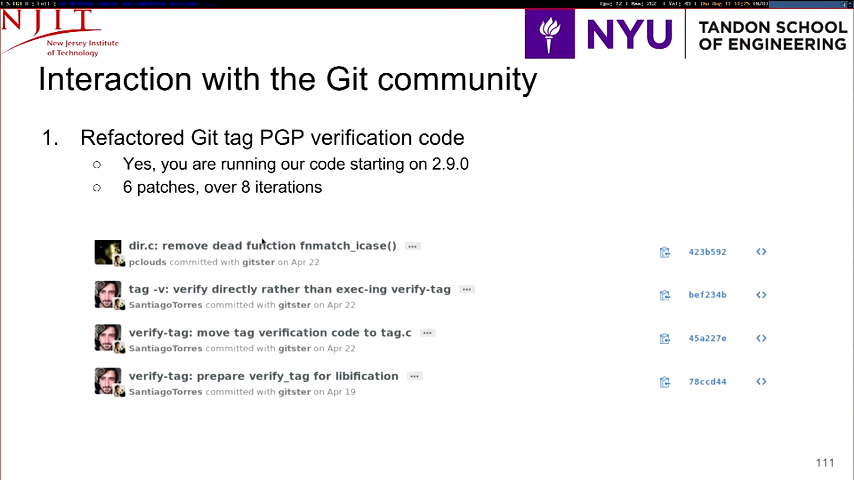 NJIT
New Jersey Institute
of Technology
NYU
TANDON SCHOOL
OF ENGINEERING
Interaction with the Git community
1. Refactored Git tag PGP verification code
○ Yes, you are running our code starting on 2.9.0
○ 6 patches, over 8 iterations
dir.c: remove dead function fnmatch_icase() ...
pclouds committed with gitster on Apr 22
423b592
<>
tag -v: verify directly rather than exec-ing verify-tag ...
SantiagoTorres committed with gitster on Apr 22
bef234b
<>
verify-tag: move tag verification code to tag.c ...
SantiagoTorres committed with gitster on Apr 22
45a227e
<>
verify-tag: prepare verify_tag for libification ...
SantiagoTorres committed with gitster on Apr 19
78ccd44
<>
111